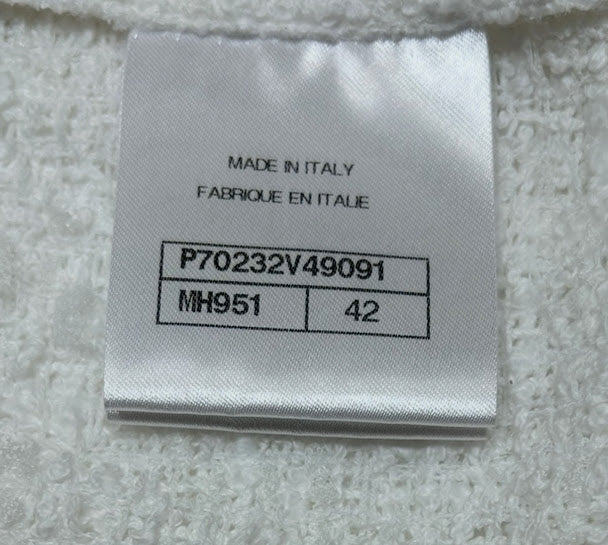 MADE IN ITALY
FABRIQUE EN ITALIE
P70232V49091
MH951 42